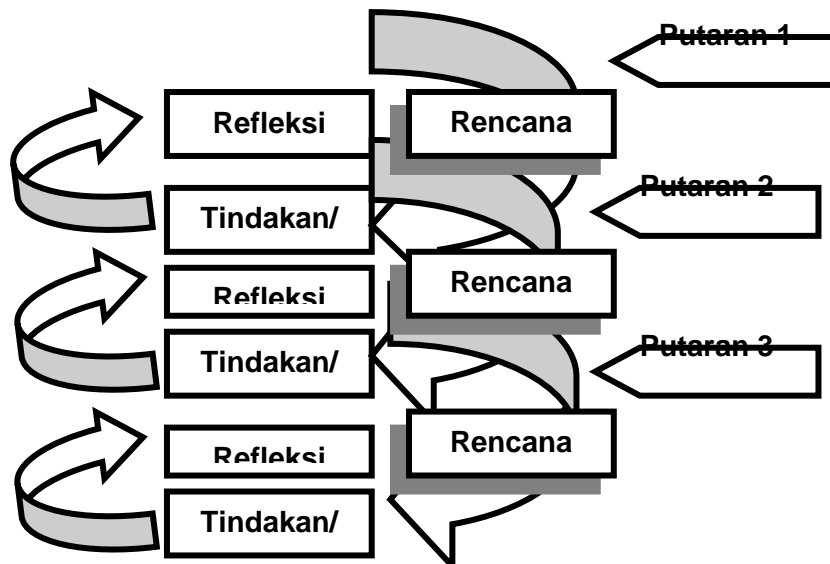 Putaran 1
Refleksi
Rencana
Putaran 2
Tindakan/
Rencana
Refleksi
Putaran 3
Tindakan/
Rencana
Refleksi
Tindakan/